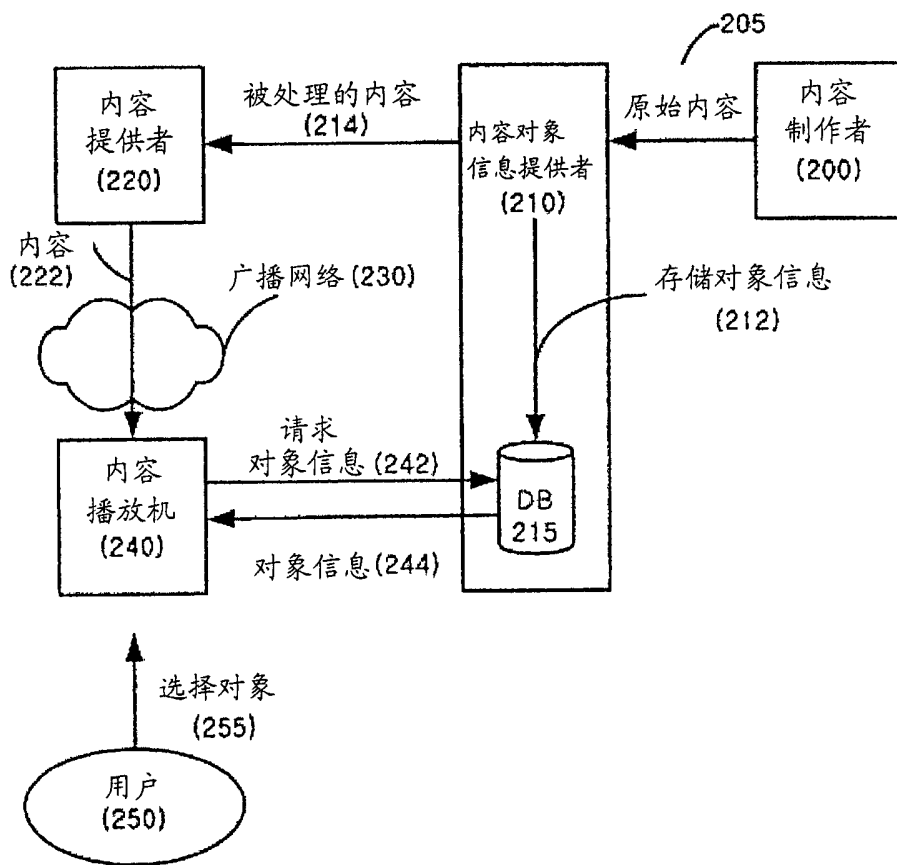 205
内容
提供者
(220)
被处理的内容
(214)
内容对象
信息提供者
(210)
原始内容
内容
制作者
(200)
内容
(222)
广播网络(230)
存储对象信息
(212)
请求
对象信息(242)
内容
播放机
(240)
DB
215
对象信息(244)
选择对象
(255)
用户
(250)